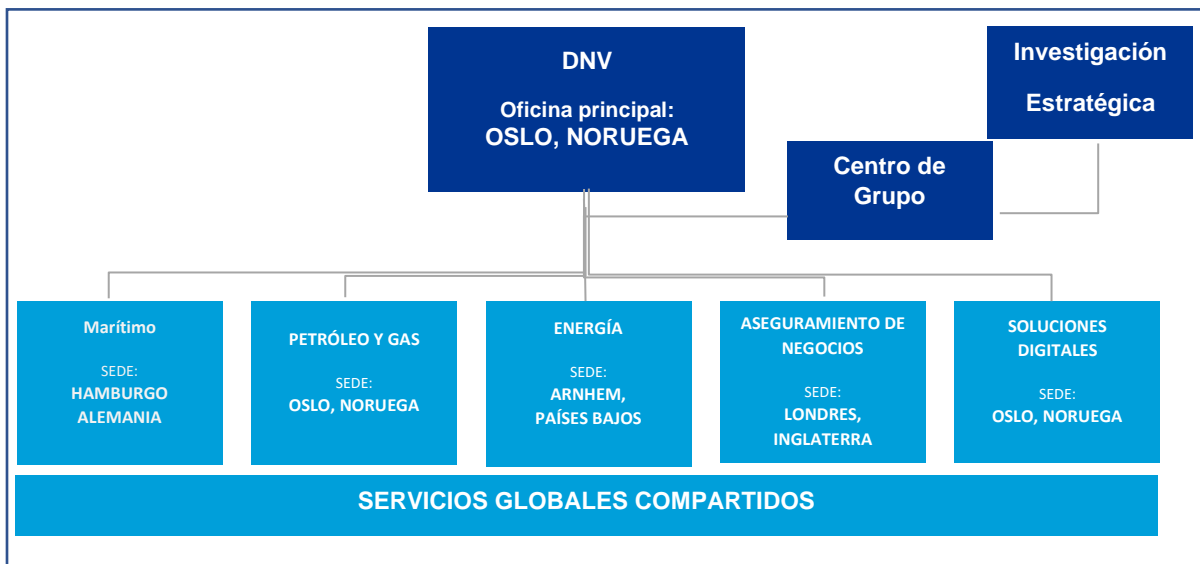 DNV
Oficina principal:
OSLO, NORUEGA
Investigación
Estratégica
Centro de
Grupo
Marítimo
SEDE:
HAMBURGO
ALEMANIA
PETRÓLEO Y GAS
SEDE:
OSLO, NORUEGA
ENERGÍA
SEDE:
ARNHEM,
PAÍSES BAJOS
ASEGURAMIENTO DE
NEGOCIOS
SEDE:
LONDRES,
INGLATERRA
SOLUCIONES
DIGITALES
SEDE:
OSLO, NORUEGA
SERVICIOS GLOBALES COMPARTIDOS